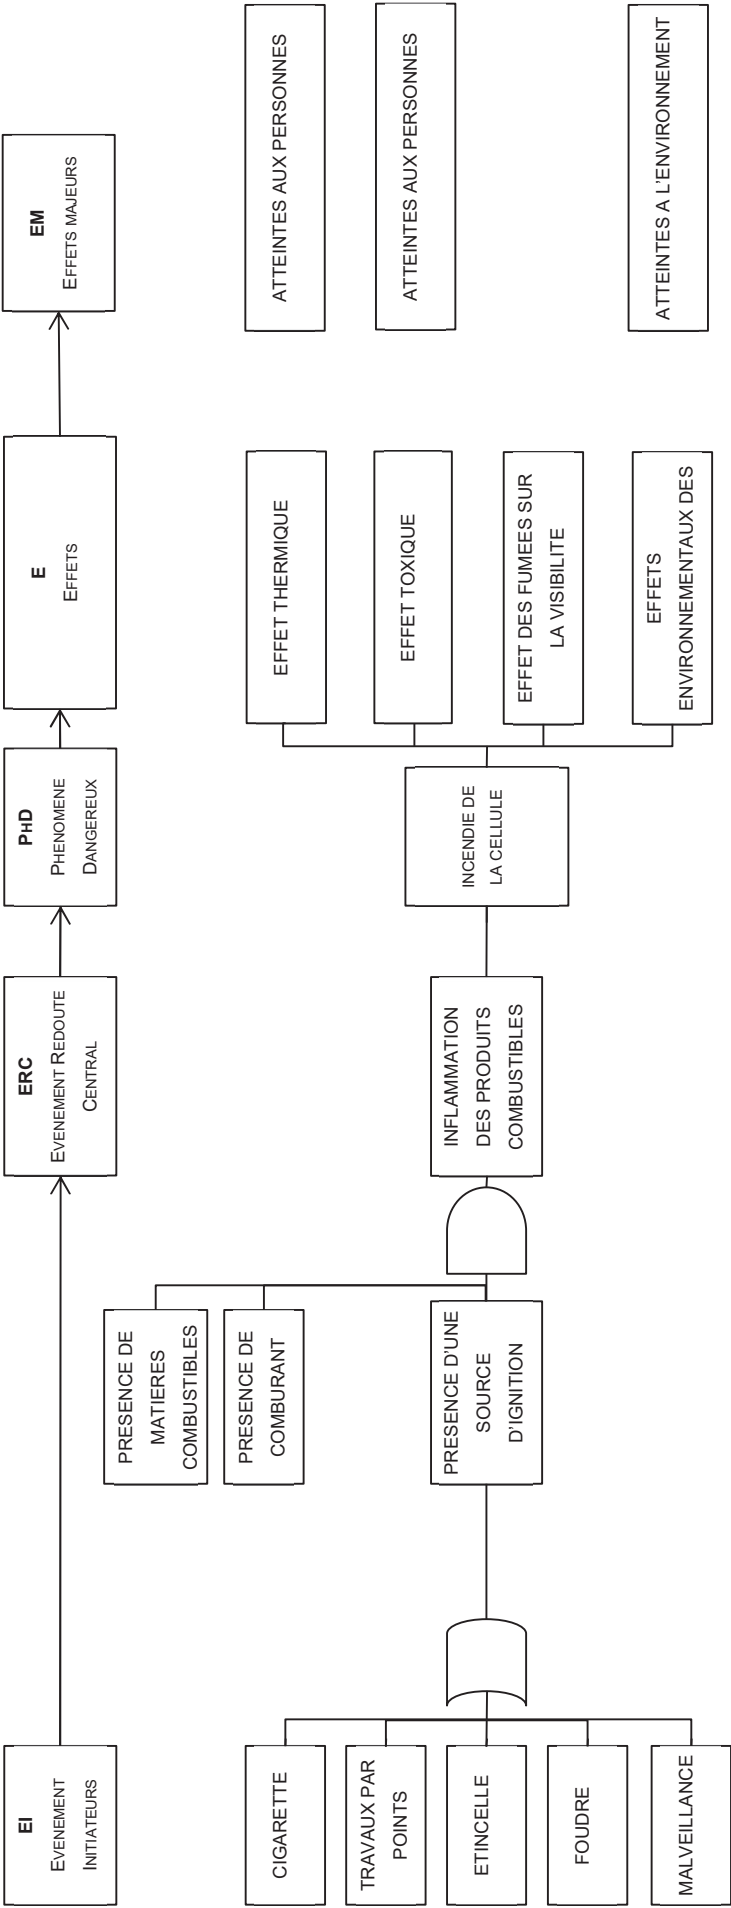 EI
EVENEMENT
INITIATEURS
ERC
EVENEMENT REDOUTE
CENTRAL
PHD
PHENOMENE
DANGEREUX
E
EFFETS
EM
EFFETS MAJEURS
CIGARETTE
TRAVAUX PAR
POINTS
ETINCELLE
FOUDRE
MALVEILLANCE
PRESENCE DE
MATIERES
COMBUSTIBLES
PRESENCE DE
COMBURANT
PRESENCE D'UNE
SOURCE
D'IGNITION
INFLAMMATION
DES PRODUITS
COMBUSTIBLES
INCENDIE DE
LA CELLULE
EFFET THERMIQUE
EFFET TOXIQUE
EFFET DES FUMEES SUR
LA VISIBILITE
EFFETS
ENVIRONNEMENTAUX DES
ATTEINTES AUX PERSONNES
ATTEINTES AUX PERSONNES
ATTEINTES A L'ENVIRONNEMENT